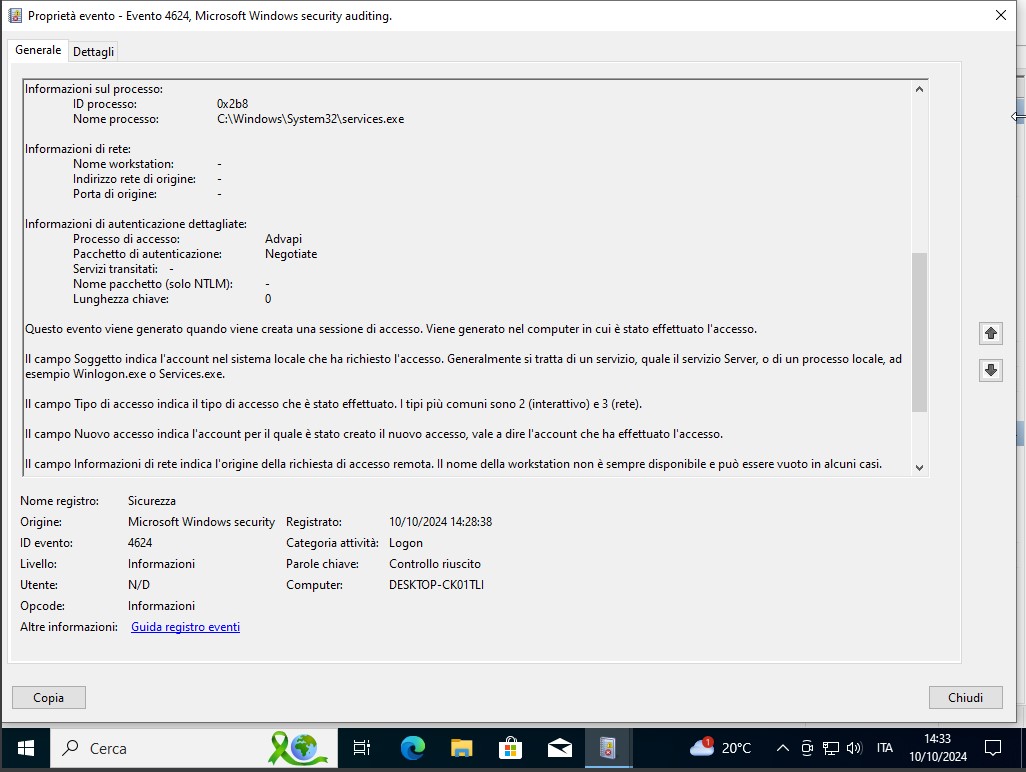 Proprietà evento - Evento 4624, Microsoft Windows security auditing.
Generale
Dettagli
Informazioni sul processo:
ID processo: 0x2b8
Nome processo: C:\Windows\System32\services.exe
Informazioni di rete:
Nome workstation: -
Indirizzo rete di origine: -
Porta di origine: -
Informazioni di autenticazione dettagliate:
Processo di accesso: Advapi
Pacchetto di autenticazione: Negotiate
Servizi transitati: -
Nome pacchetto (solo NTLM): -
Lunghezza chiave: 0
Questo evento viene generato quando viene creata una sessione di accesso. Viene generato nel computer in cui è stato effettuato l'accesso.
Il campo Soggetto indica l'account nel sistema locale che ha richiesto l'accesso. Generalmente si tratta di un servizio, quale il servizio Server, o di un processo locale, ad
esempio Winlogon.exe o Services.exe.
Il campo Tipo di accesso indica il tipo di accesso che è stato effettuato. I tipi più comuni sono 2 (interattivo) e 3 (rete).
Il campo Nuovo accesso indica l'account per il quale è stato creato il nuovo accesso, vale a dire l'account che ha effettuato l'accesso.
Il campo Informazioni di rete indica l'origine della richiesta di accesso remota. Il nome della workstation non è sempre disponibile e può essere vuoto in alcuni casi.
Nome registro: Sicurezza
Origine: Microsoft Windows security Registrato: 10/10/2024 14:28:38
ID evento: 4624 Categoria attività: Logon
Livello: Informazioni Parole chiave: Controllo riuscito
Utente: N/D Computer: DESKTOP-CK01TLI
Opcode: Informazioni
Altre informazioni: Guida registro eventi
Copia
Chiudi
Cerca
1
20°C
ITA
14:33
10/10/2024